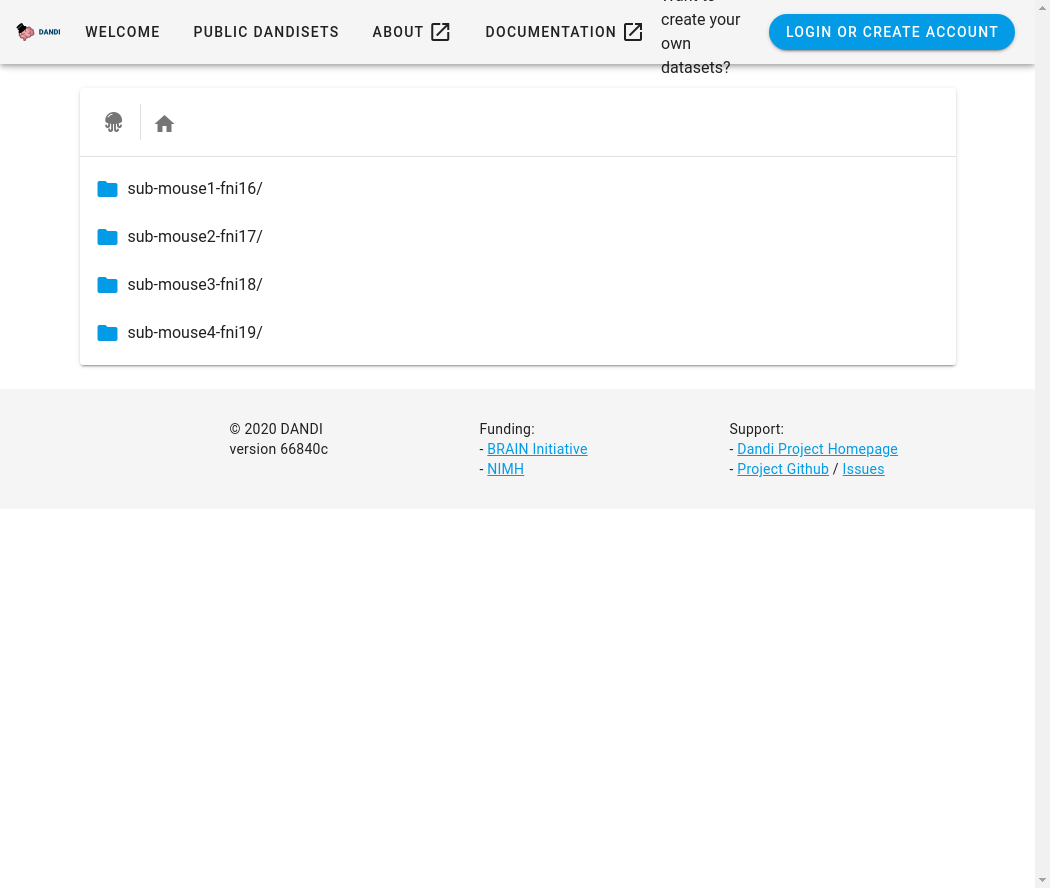 DANDI
WELCOME
PUBLIC DANDISETS
ABOUT
DOCUMENTATION
create your
own
datasets?
LOGIN OR CREATE ACCOUNT
sub-mouse1-fni16/
sub-mouse2-fni17/
sub-mouse3-fni18/
sub-mouse4-fni19/
© 2020 DANDI
version 66840c
Funding:
- BRAIN Initiative
- NIMH
Support:
- Dandi Project Homepage
- Project Github / Issues